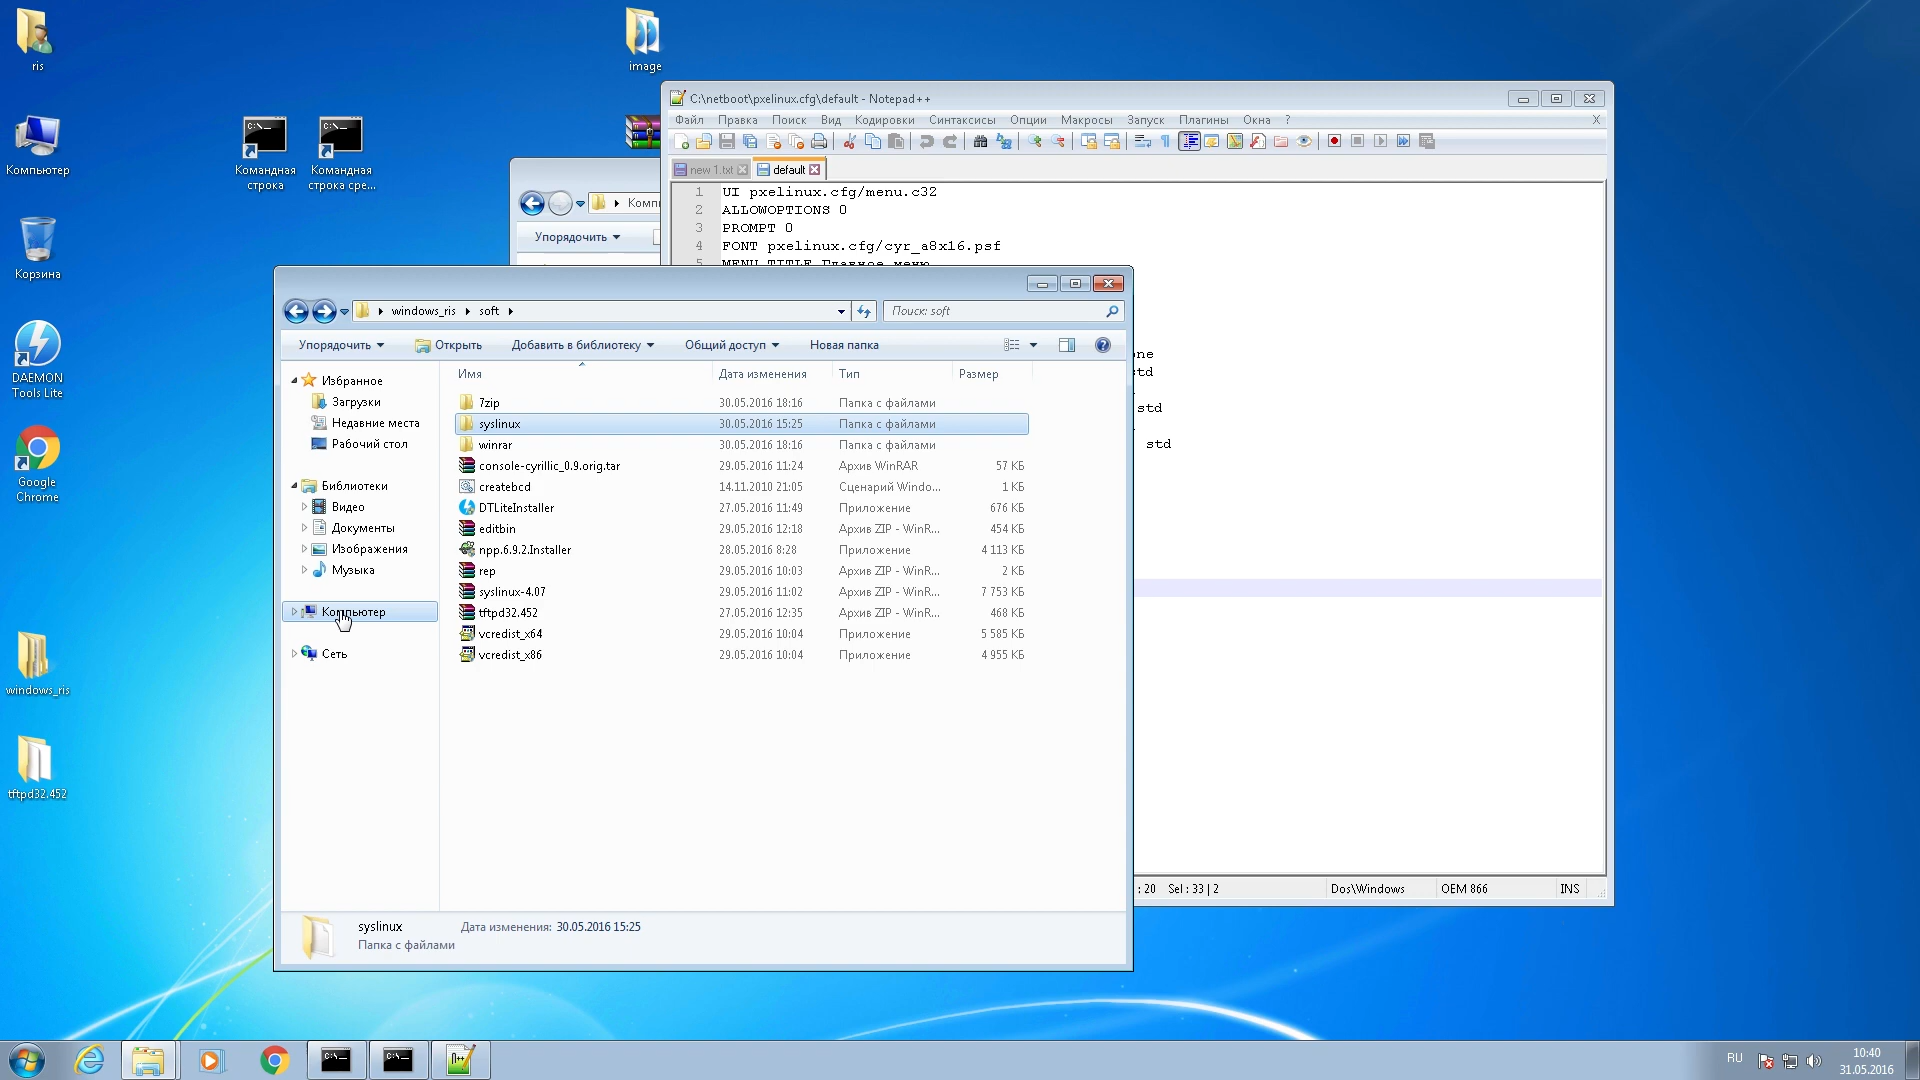 ris
Компьютер
Корзина
DAEMON
Tools Lite
Google
Chrome
windows_ris
tftpd32.452
Командная
строка
Командная
строка сре...
image
Упорядочить
C:\netboot\pxelinux.cfg\default - Notepad++
Файл Правка Поиск Вид Кодировки Синтаксисы Опции Макросы Запуск Плагины Окна ? X
new 1.txt default
1 UI pxelinux.cfg/menu.c32
2 ALLOWOPTIONS 0
3 PROMPT 0
4 FONT pxelinux.cfg/cyr_a8x16.psf
5 MENU TITLE Главное меню
std
std
std
: 20 Sel : 33 | 2 Dos\Windows OEM 866 INS
windows_ris soft Поиск: soft
Упорядочить Открыть Добавить в библиотеку Общий доступ Новая папка
Избранное
Загрузки
Недавние места
Рабочий стол
Библиотеки
Видео
Документы
Изображения
Музыка
Компьютер
Сеть
Имя Дата изменения Тип Размер
7zip 30.05.2016 18:16 Папка с файлами
syslinux 30.05.2016 15:25 Папка с файлами
winrar 30.05.2016 18:16 Папка с файлами
console-cyrillic_0.9.orig.tar 29.05.2016 11:24 Архив WinRAR 57 КБ
createbcd 14.11.2010 21:05 Сценарий Windo... 1 КБ
DTLiteInstaller 27.05.2016 11:49 Приложение 676 КБ
editbin 29.05.2016 12:18 Архив ZIP - WinR... 454 КБ
npp.6.9.2.Installer 28.05.2016 8:28 Приложение 4 113 КБ
rep 29.05.2016 10:03 Архив ZIP - WinR... 2 КБ
syslinux-4.07 29.05.2016 11:02 Архив ZIP - WinR... 7 753 КБ
tftpd32.452 27.05.2016 12:35 Архив ZIP - WinR... 468 КБ
vcredist_x64 29.05.2016 10:04 Приложение 5 585 КБ
vcredist_x86 29.05.2016 10:04 Приложение 4 955 КБ
syslinux Дата изменения: 30.05.2016 15:25
Папка с файлами
RU
10:40
31.05.2016